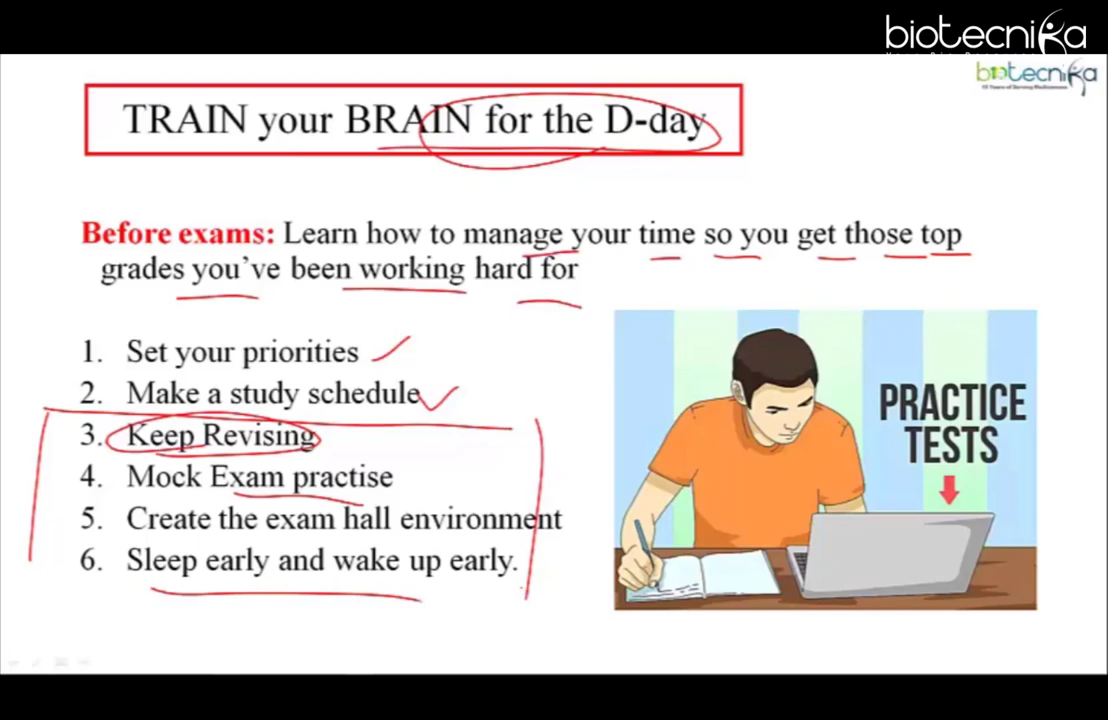 biotecnika
biotecnika
TRAIN your BRAIN for the D-day
Before exams: Learn how to manage your time so you get those top
grades you've been working hard for
1. Set your priorities
2. Make a study schedule
3. Keep Revising
4. Mock Exam practise
5. Create the exam hall environment
6. Sleep early and wake up early.
PRACTICE
TESTS